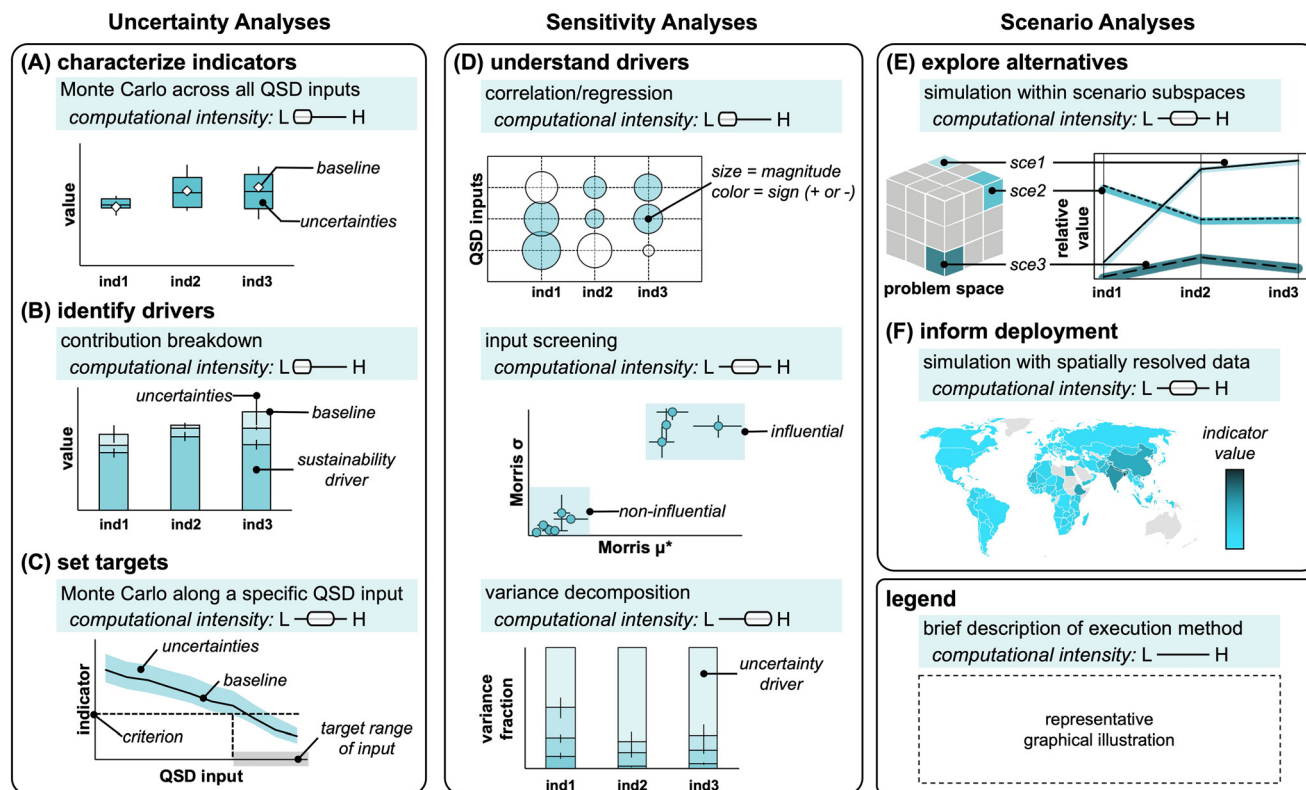 Uncertainty Analyses
(A) characterize indicators
Monte Carlo across all QSD inputs
computational intensity: L H
value
baseline
uncertainties
ind1 ind2 ind3
(B) identify drivers
contribution breakdown
computational intensity: L H
value
uncertainties
baseline
sustainability
driver
ind1 ind2 ind3
(C) set targets
Monte Carlo along a specific QSD input
computational intensity: L H
indicator
uncertainties
baseline
criterion
target range
of input
QSD input
Sensitivity Analyses
(D) understand drivers
correlation/regression
computational intensity: L H
QSD inputs
size = magnitude
color = sign (+ or -)
ind1 ind2 ind3
input screening
computational intensity: L H
Morris σ
influential
non-influential
Morris μ*
variance decomposition
computational intensity: L H
variance
fraction
uncertainty
driver
ind1 ind2 ind3
Scenario Analyses
(E) explore alternatives
simulation within scenario subspaces
computational intensity: L H
sce1
sce2
sce3
problem space
relative
value
ind1 ind2 ind3
(F) inform deployment
simulation with spatially resolved data
computational intensity: L H
indicator
value
legend
brief description of execution method
computational intensity: L H
representative
graphical illustration